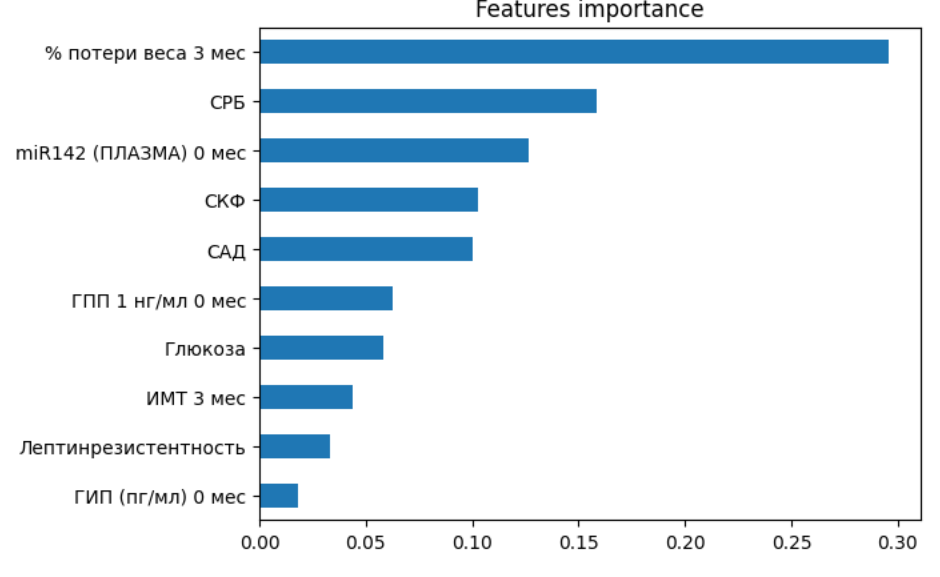 Features importance
% потери веса 3 мес
СРБ
miR142 (ПЛАЗМА) 0 мес
СКФ
САД
ГПП 1 нг/мл 0 мес
Глюкоза
ИМТ 3 мес
Лептинрезистентность
ГИП (пг/мл) 0 мес
0.00 0.05 0.10 0.15 0.20 0.25 0.30